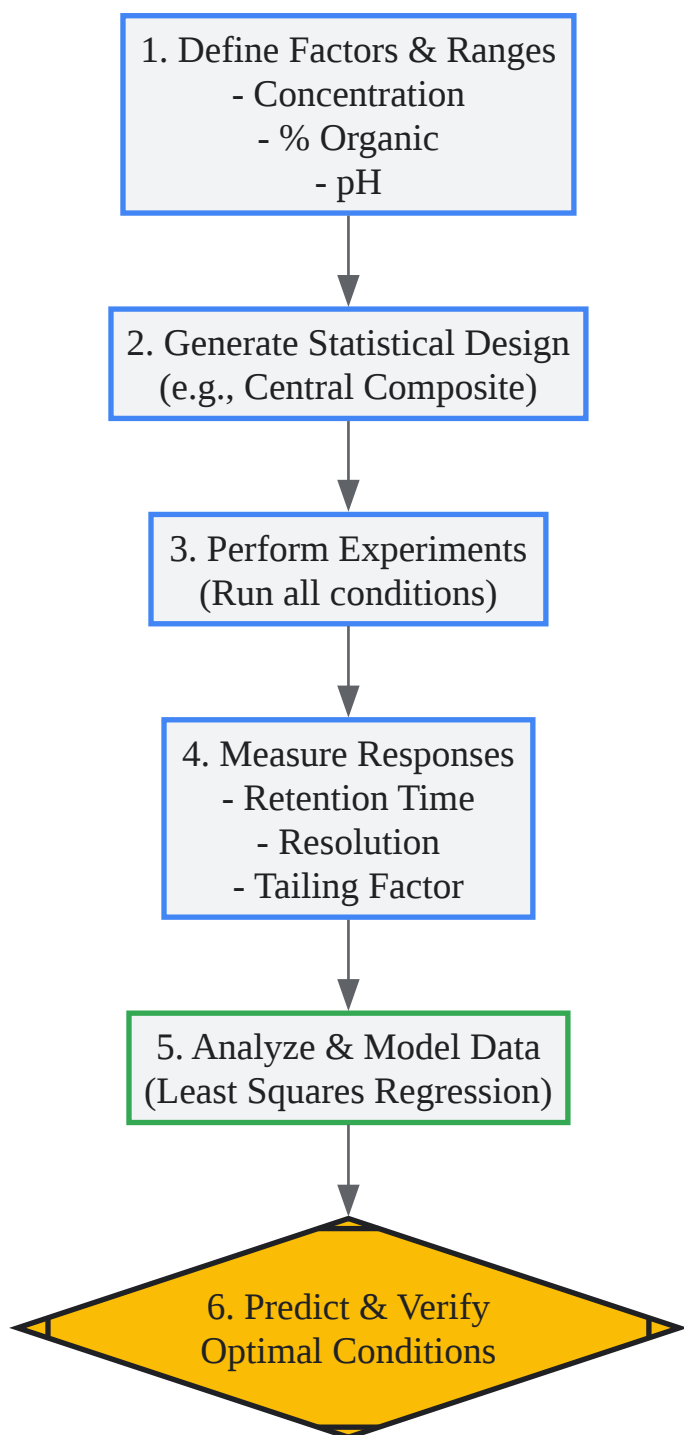 1. Define Factors & Ranges
- Concentration
- % Organic
- pH
2. Generate Statistical Design
(e.g., Central Composite)
3. Perform Experiments
(Run all conditions)
4. Measure Responses
- Retention Time
- Resolution
- Tailing Factor
5. Analyze & Model Data
(Least Squares Regression)
6. Predict & Verify
Optimal Conditions